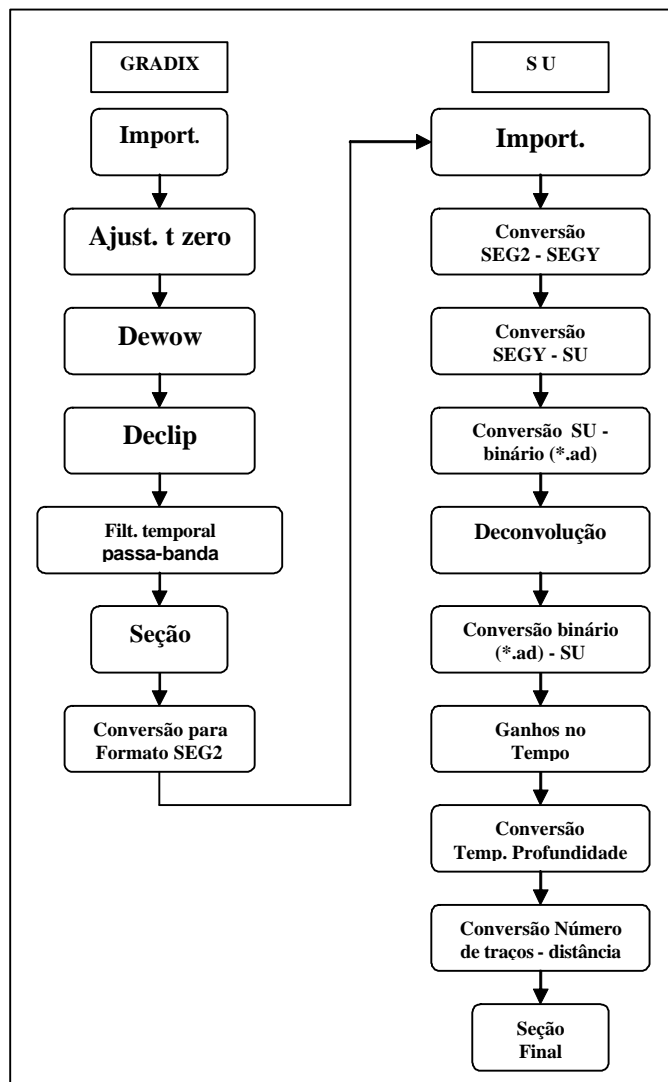 GRADIX
Import.
Ajust. t zero
Dewow
Declip
Filt. temporal
passa-banda
Seção
Conversão para
Formato SEG2
S U
Import.
Conversão
SEG2 - SEGY
Conversão
SEGY - SU
Conversão SU -
binário (*.ad)
Deconvolução
Conversão binário
(*.ad) - SU
Ganhos no
Tempo
Conversão
Temp. Profundidade
Conversão Número
de traços - distância
Seção
Final